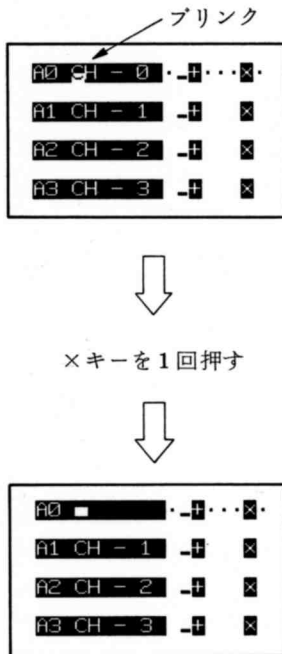 ブリンク
A0 CH - 0 ・-+・・・×・
A1 CH - 1 -+ ×
A2 CH - 2 -+ ×
A3 CH - 3 -+ ×
×キーを1回押す
A0 ・-+・・・×・
A1 CH - 1 -+ ×
A2 CH - 2 -+ ×
A3 CH - 3 -+ ×